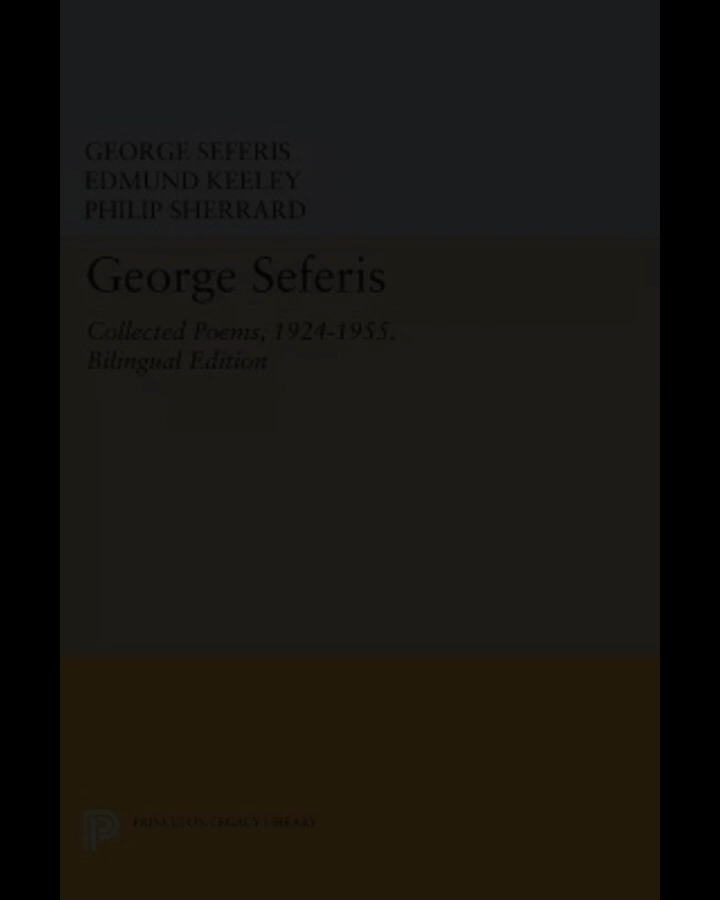 GEORGE SEFERIS
EDMUND KEELEY
PHILIP SHERRARD
George Seferis
Collected Poems, 1924-1955.
Bilingual Edition
PRINCETON LEGACY LIBRARY